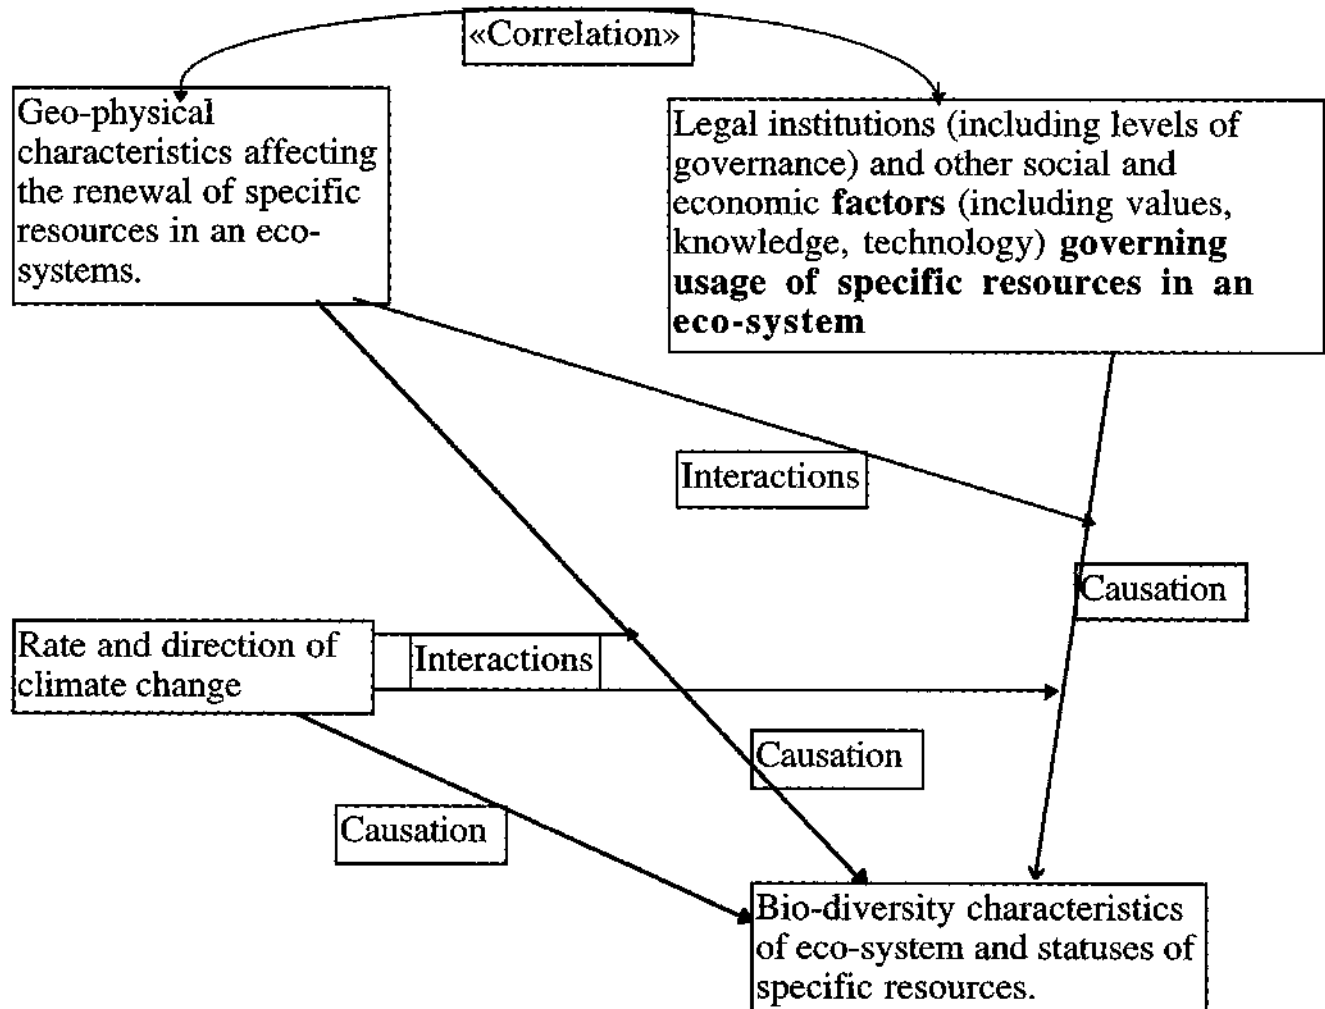 «Correlation»
Geo-physical
characteristics affecting
the renewal of specific
resources in an eco-
systems.
Legal institutions (including levels of
governance) and other social and
economic factors (including values,
knowledge, technology) governing
usage of specific resources in an
eco-system
Interactions
Causation
Rate and direction of
climate change
Interactions
Causation
Causation
Bio-diversity characteristics
of eco-system and statuses of
specific resources.